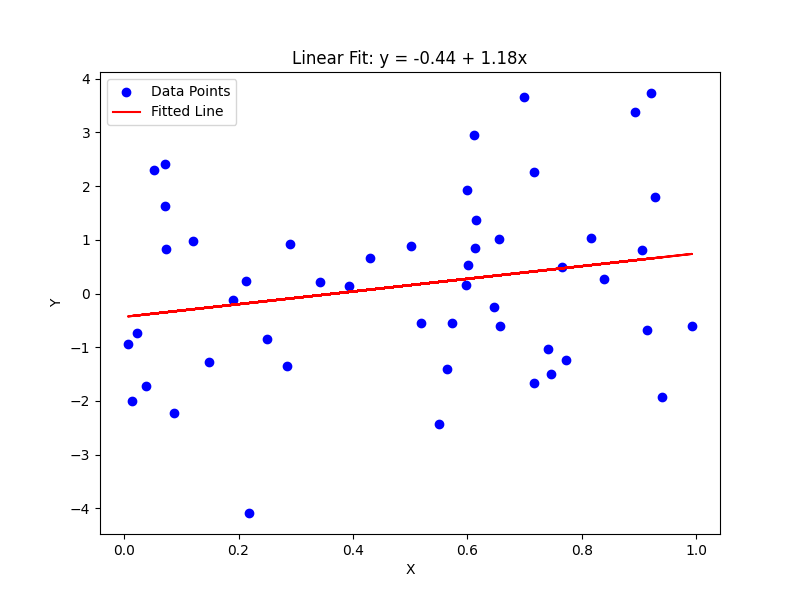 Linear Fit: y = -0.44 + 1.18x
Data Points
Fitted Line
4
3
2
1
0
−1
−2
−3
−4
Y
0.0 0.2 0.4 0.6 0.8 1.0
X